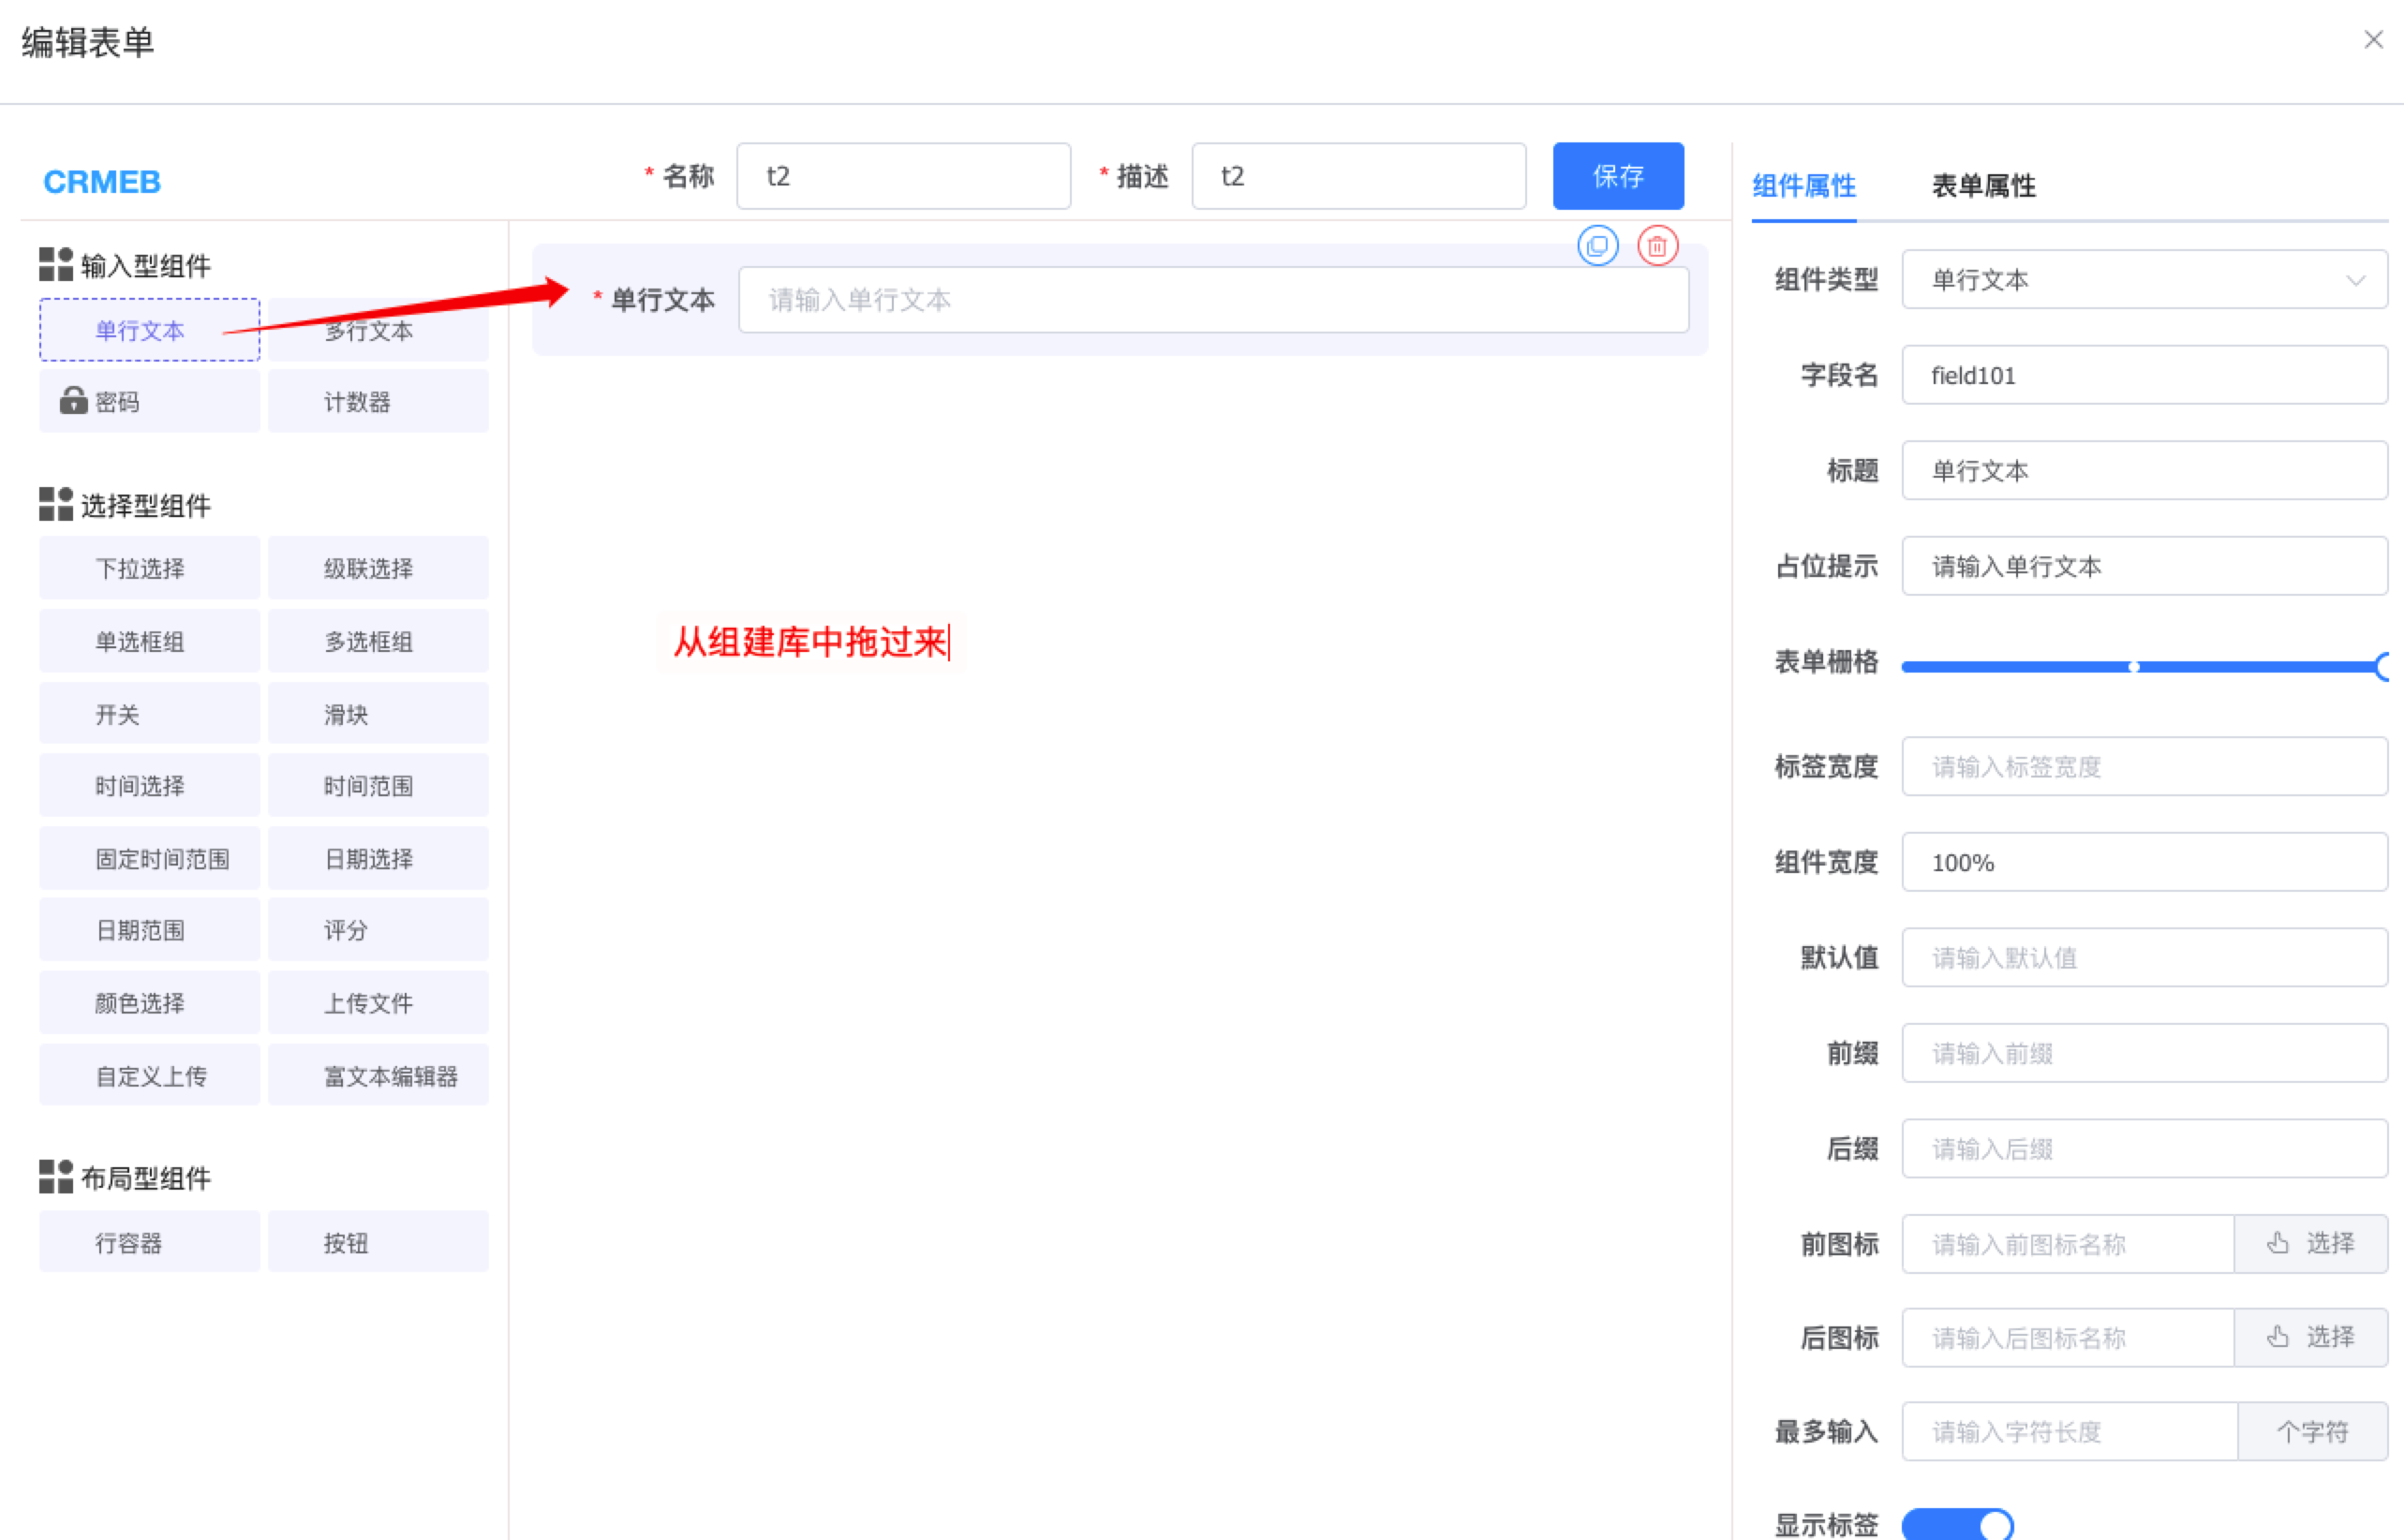 编辑表单
CRMEB
* 名称 t2 * 描述 t2 保存
输入型组件
单行文本 多行文本
密码 计数器
选择型组件
下拉选择 级联选择
单选框组 多选框组
开关 滑块
时间选择 时间范围
固定时间范围 日期选择
日期范围 评分
颜色选择 上传文件
自定义上传 富文本编辑器
布局型组件
行容器 按钮
* 单行文本 请输入单行文本
从组建库中拖过来
组件属性 表单属性
组件类型 单行文本
字段名 field101
标题 单行文本
占位提示 请输入单行文本
表单栅格
标签宽度 请输入标签宽度
组件宽度 100%
默认值 请输入默认值
前缀 请输入前缀
后缀 请输入后缀
前图标 请输入前图标名称 选择
后图标 请输入后图标名称 选择
最多输入 请输入字符长度 个字符
显示标签